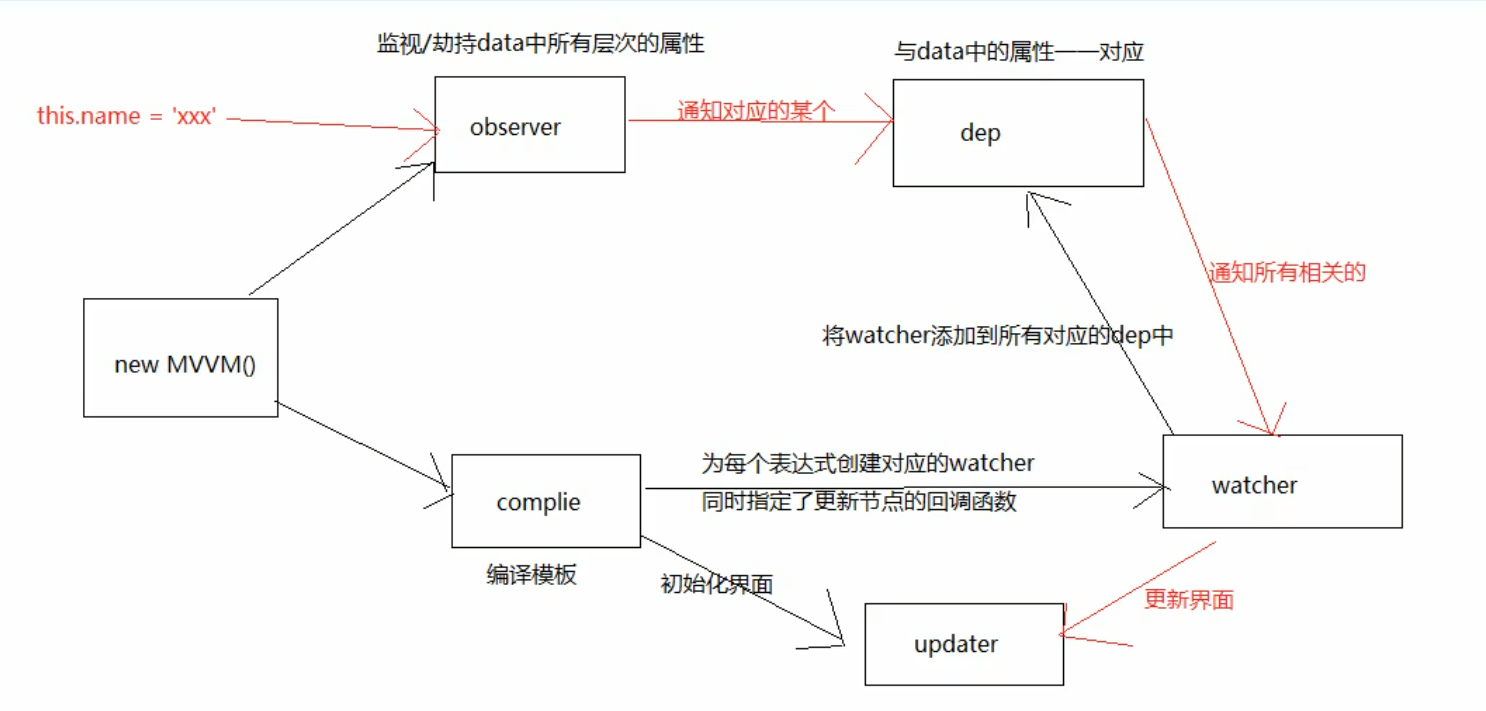 监视/劫持data中所有层次的属性
与data中的属性一一对应
this.name = 'xxx'
observer
通知对应的某个
dep
通知所有相关的
将watcher添加到所有对应的dep中
new MVVM()
为每个表达式创建对应的watcher
同时指定了更新节点的回调函数
watcher
complie
编译模板
初始化界面
更新界面
updater